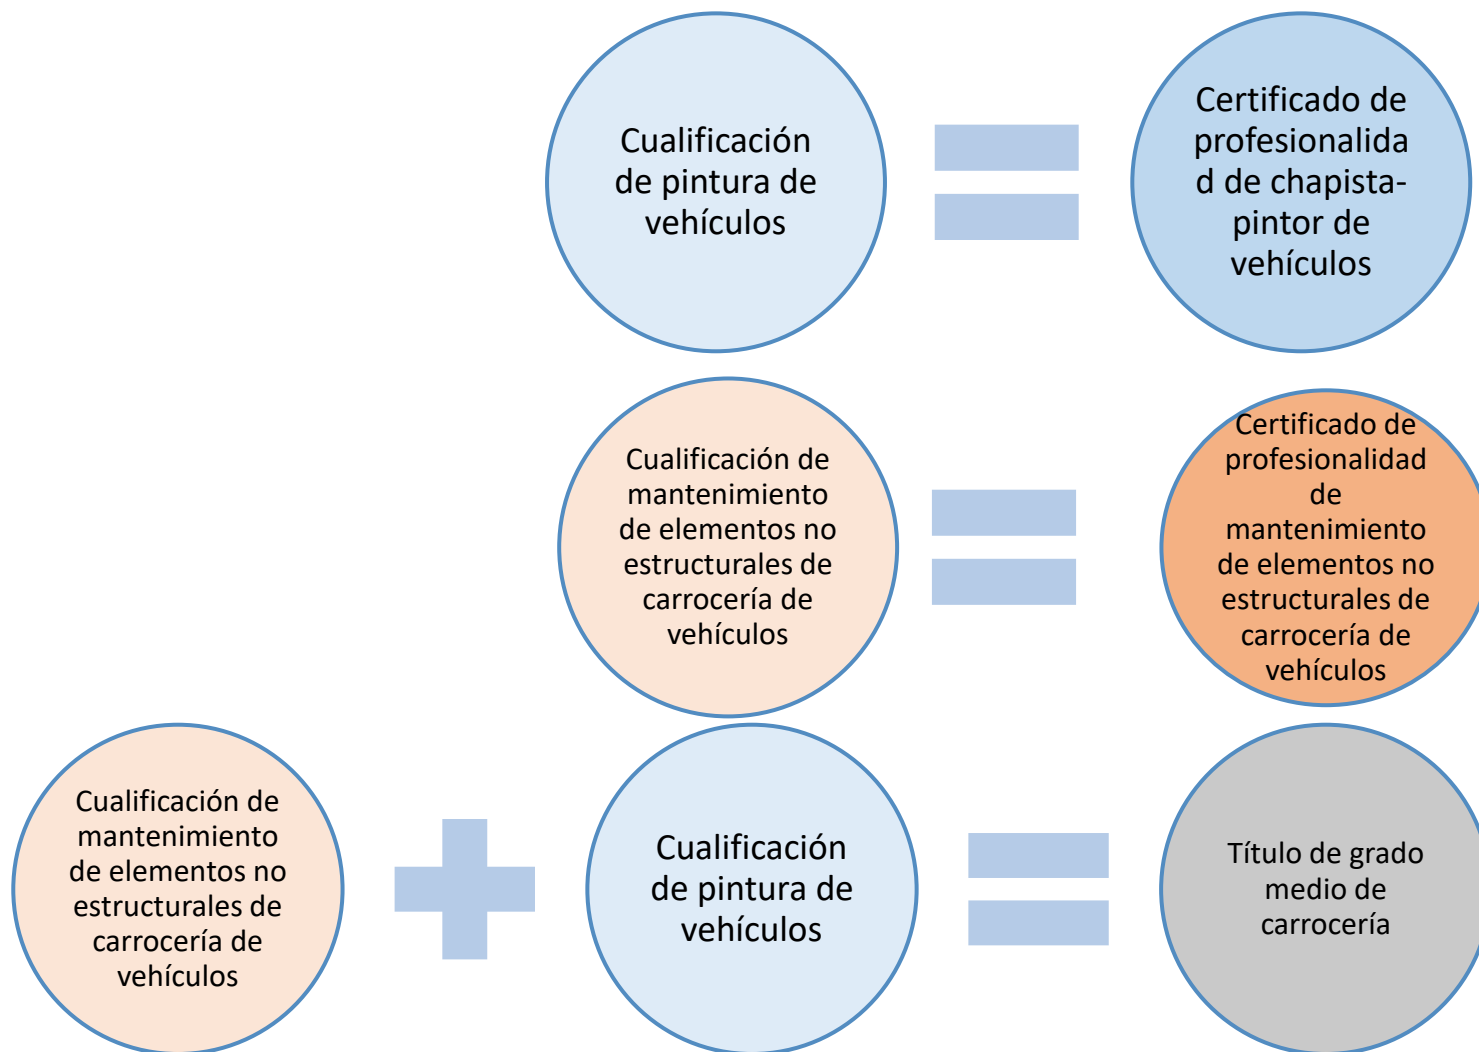 Cualificación
de pintura de
vehículos
Certificado de
profesionalida
d de chapista-
pintor de
vehículos
Cualificación de
mantenimiento
de elementos no
estructurales de
carrocería de
vehículos
Certificado de
profesionalidad
de
mantenimiento
de elementos no
estructurales de
carrocería de
vehículos
Cualificación de
mantenimiento
de elementos no
estructurales de
carrocería de
vehículos
Cualificación
de pintura de
vehículos
Título de grado
medio de
carrocería